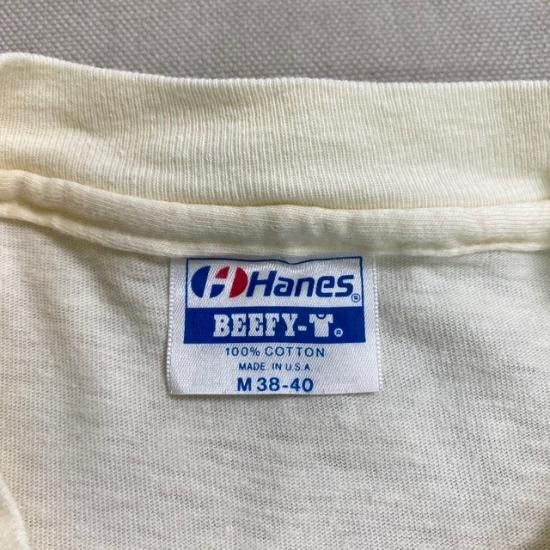 Hanes®
BEEFY-T®
100% COTTON
MADE IN U.S.A.
M 38-40